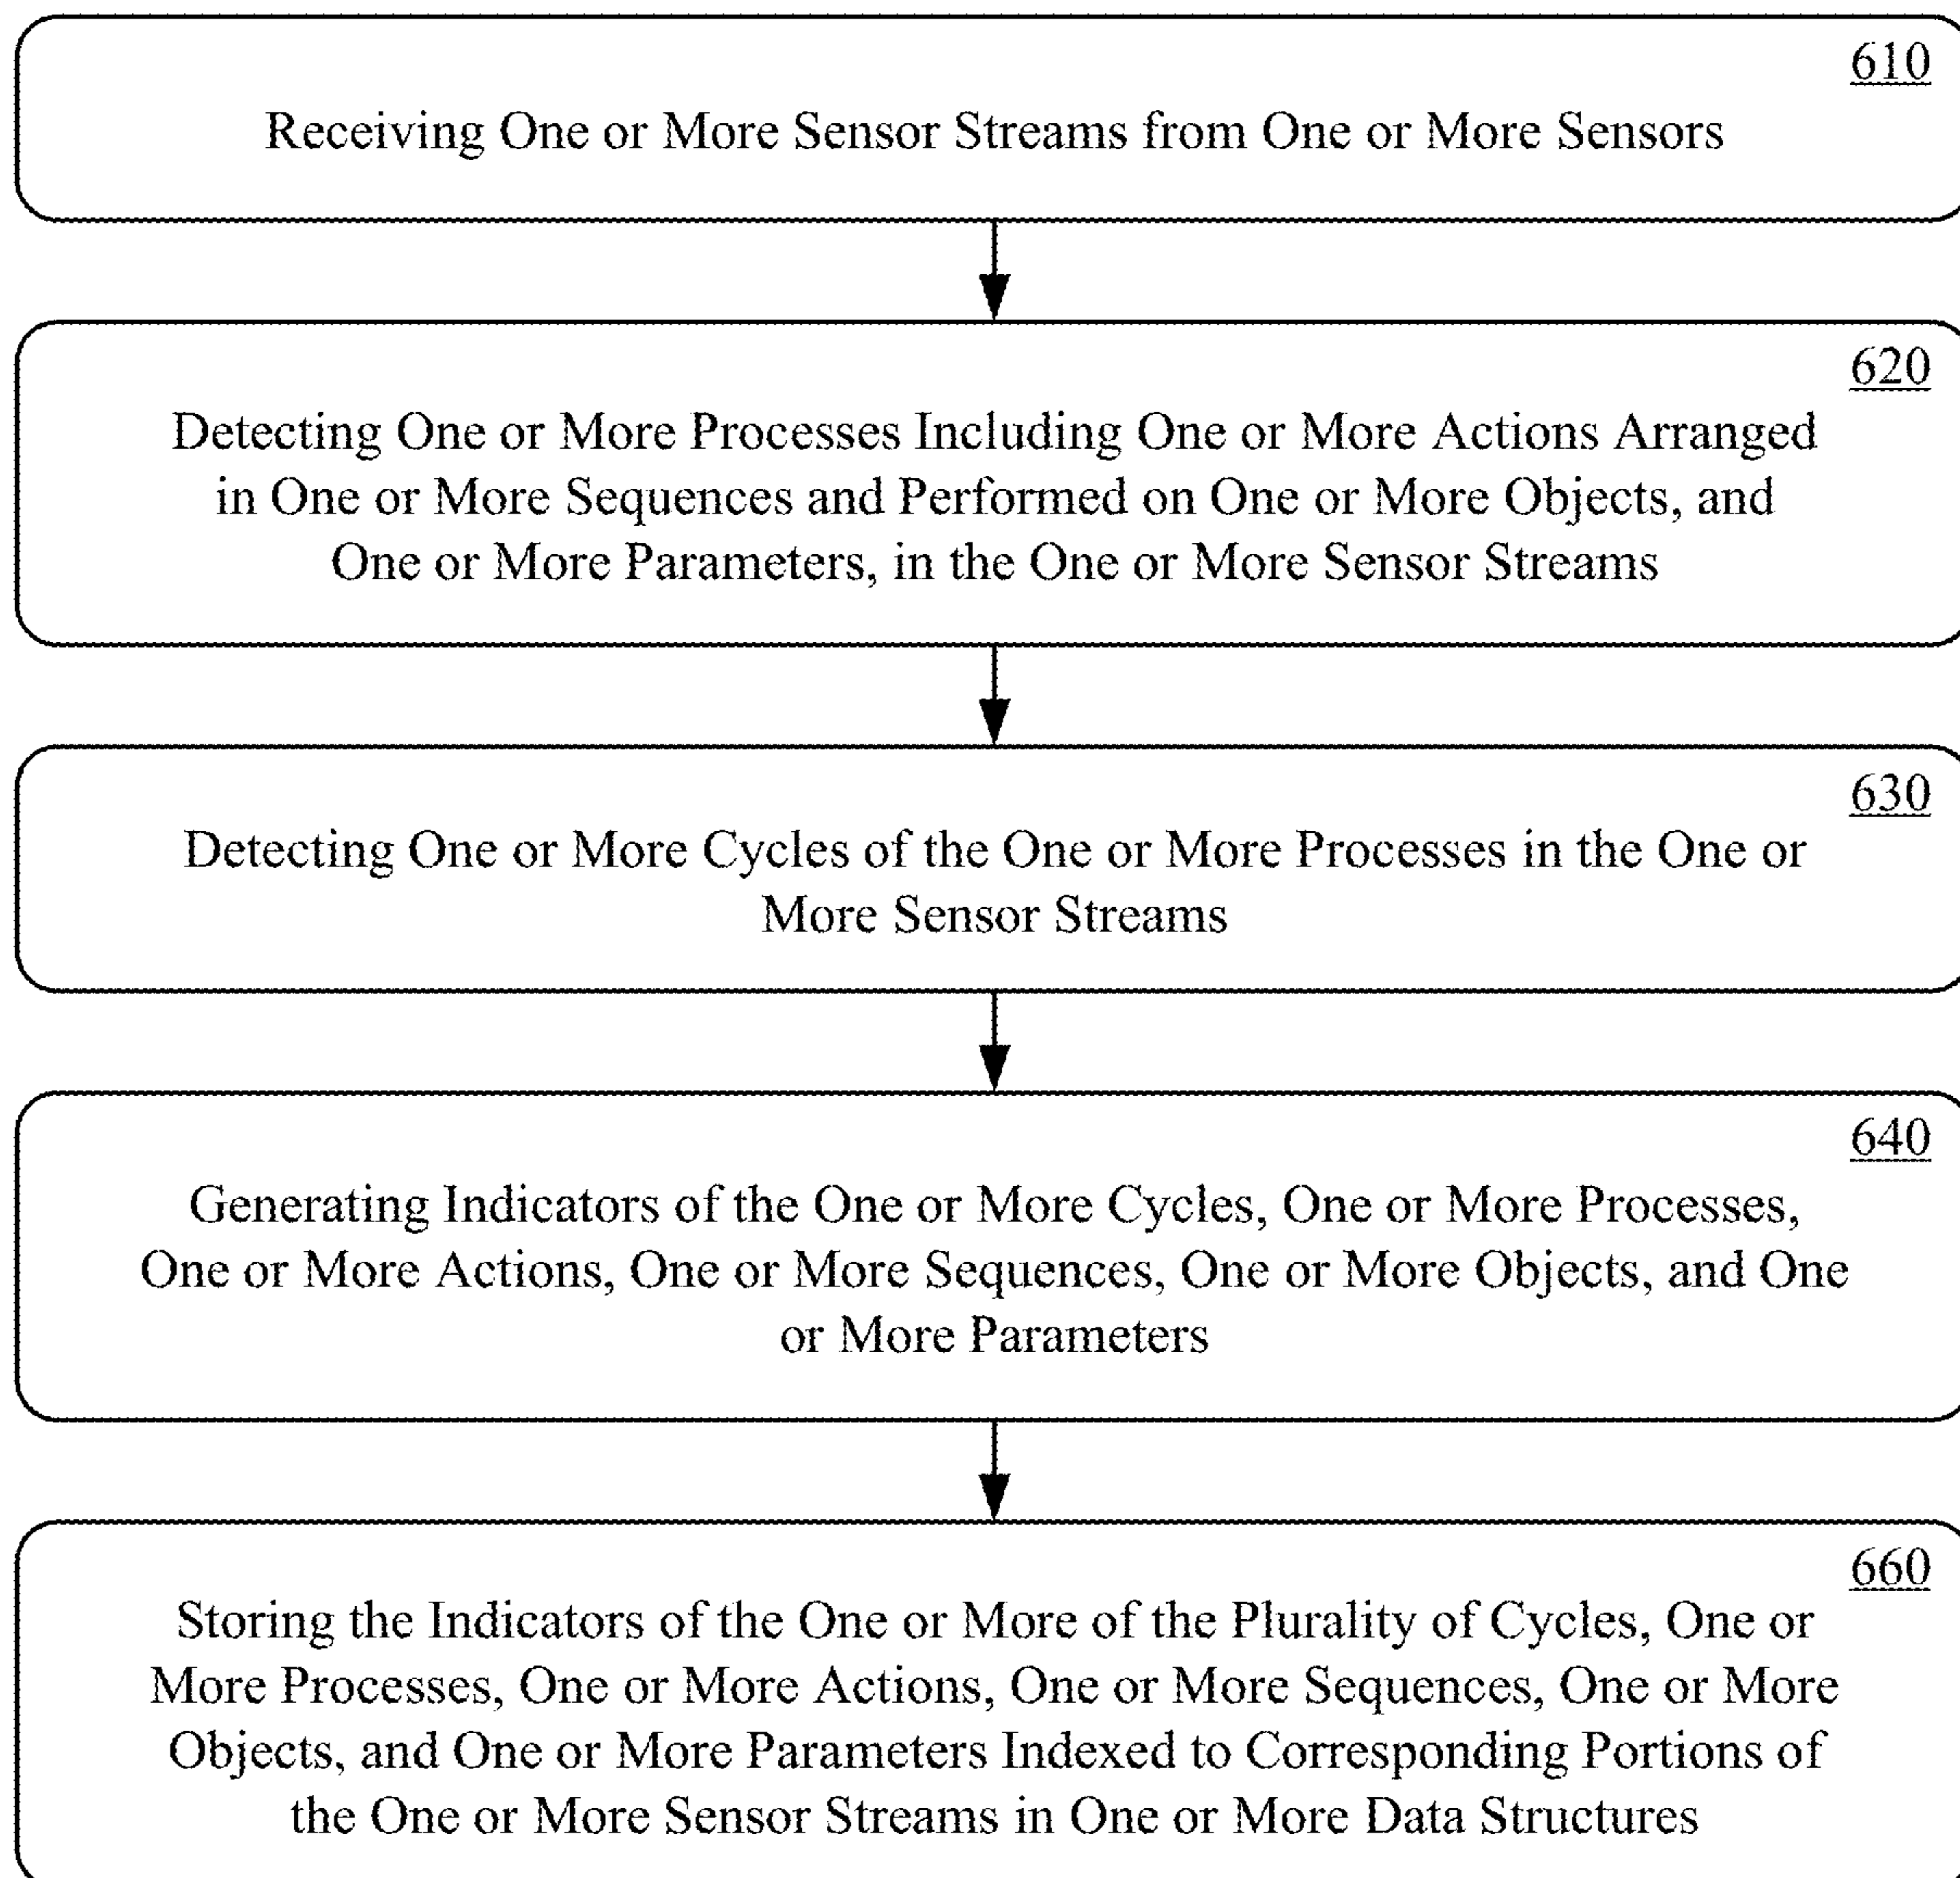 610
Receiving One or More Sensor Streams from One or More Sensors
620
Detecting One or More Processes Including One or More Actions Arranged
in One or More Sequences and Performed on One or More Objects, and
One or More Parameters, in the One or More Sensor Streams
630
Detecting One or More Cycles of the One or More Processes in the One or
More Sensor Streams
640
Generating Indicators of the One or More Cycles, One or More Processes,
One or More Actions, One or More Sequences, One or More Objects, and One
or More Parameters
660
Storing the Indicators of the One or More of the Plurality of Cycles, One or
More Processes, One or More Actions, One or More Sequences, One or More
Objects, and One or More Parameters Indexed to Corresponding Portions of
the One or More Sensor Streams in One or More Data Structures